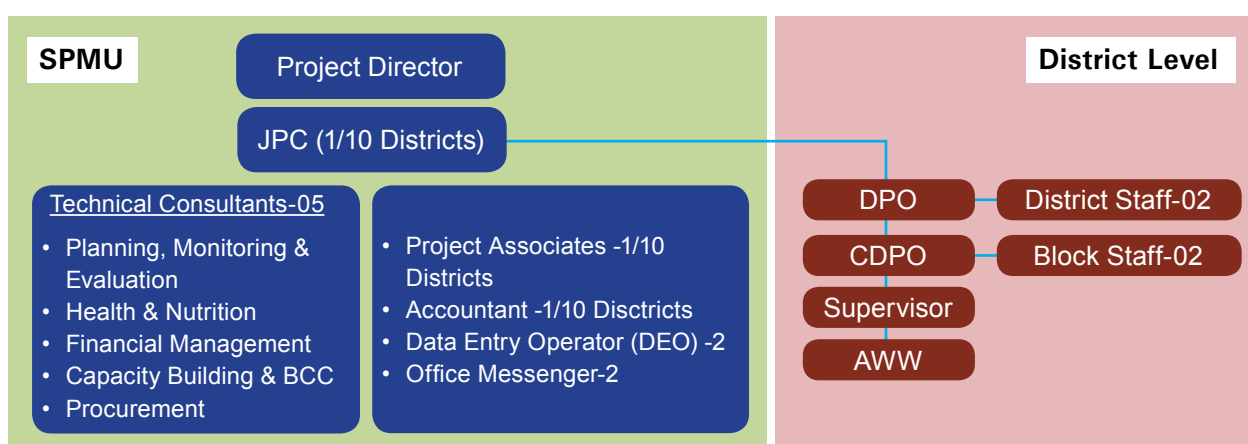 SPMU
Project Director
JPC (1/10 Districts)
Technical Consultants-05
• Planning, Monitoring &
Evaluation
• Health & Nutrition
• Financial Management
• Capacity Building & BCC
• Procurement
• Project Associates -1/10
Districts
• Accountant -1/10 Disctricts
• Data Entry Operator (DEO) -2
• Office Messenger-2
District Level
DPO
District Staff-02
CDPO
Block Staff-02
Supervisor
AWW